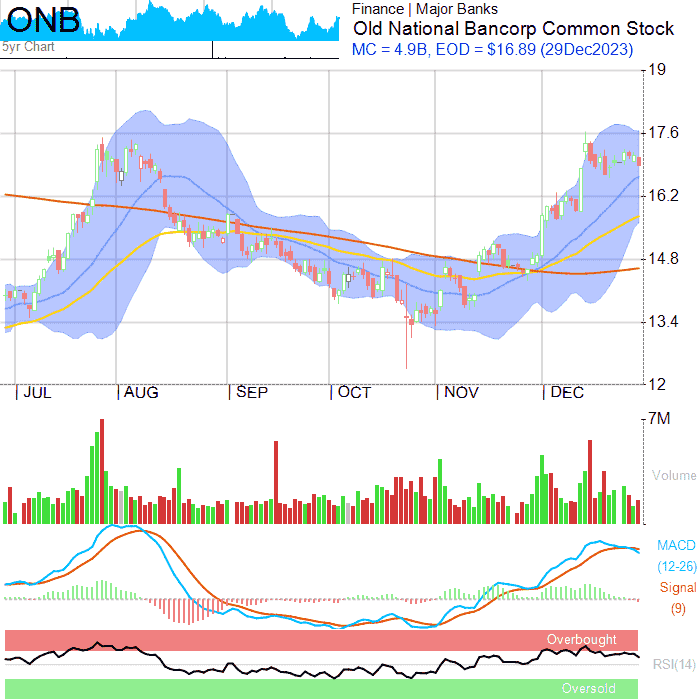 ONB
5yr Chart
Finance | Major Banks
Old National Bancorp Common Stock
MC = 4.9B, EOD = $16.89 (29Dec2023)
19
17.6
16.2
14.8
13.4
12
JUL AUG SEP OCT NOV DEC
7M
Volume
MACD
(12-26)
Signal
(9)
Overbought
RSI(14)
Oversold